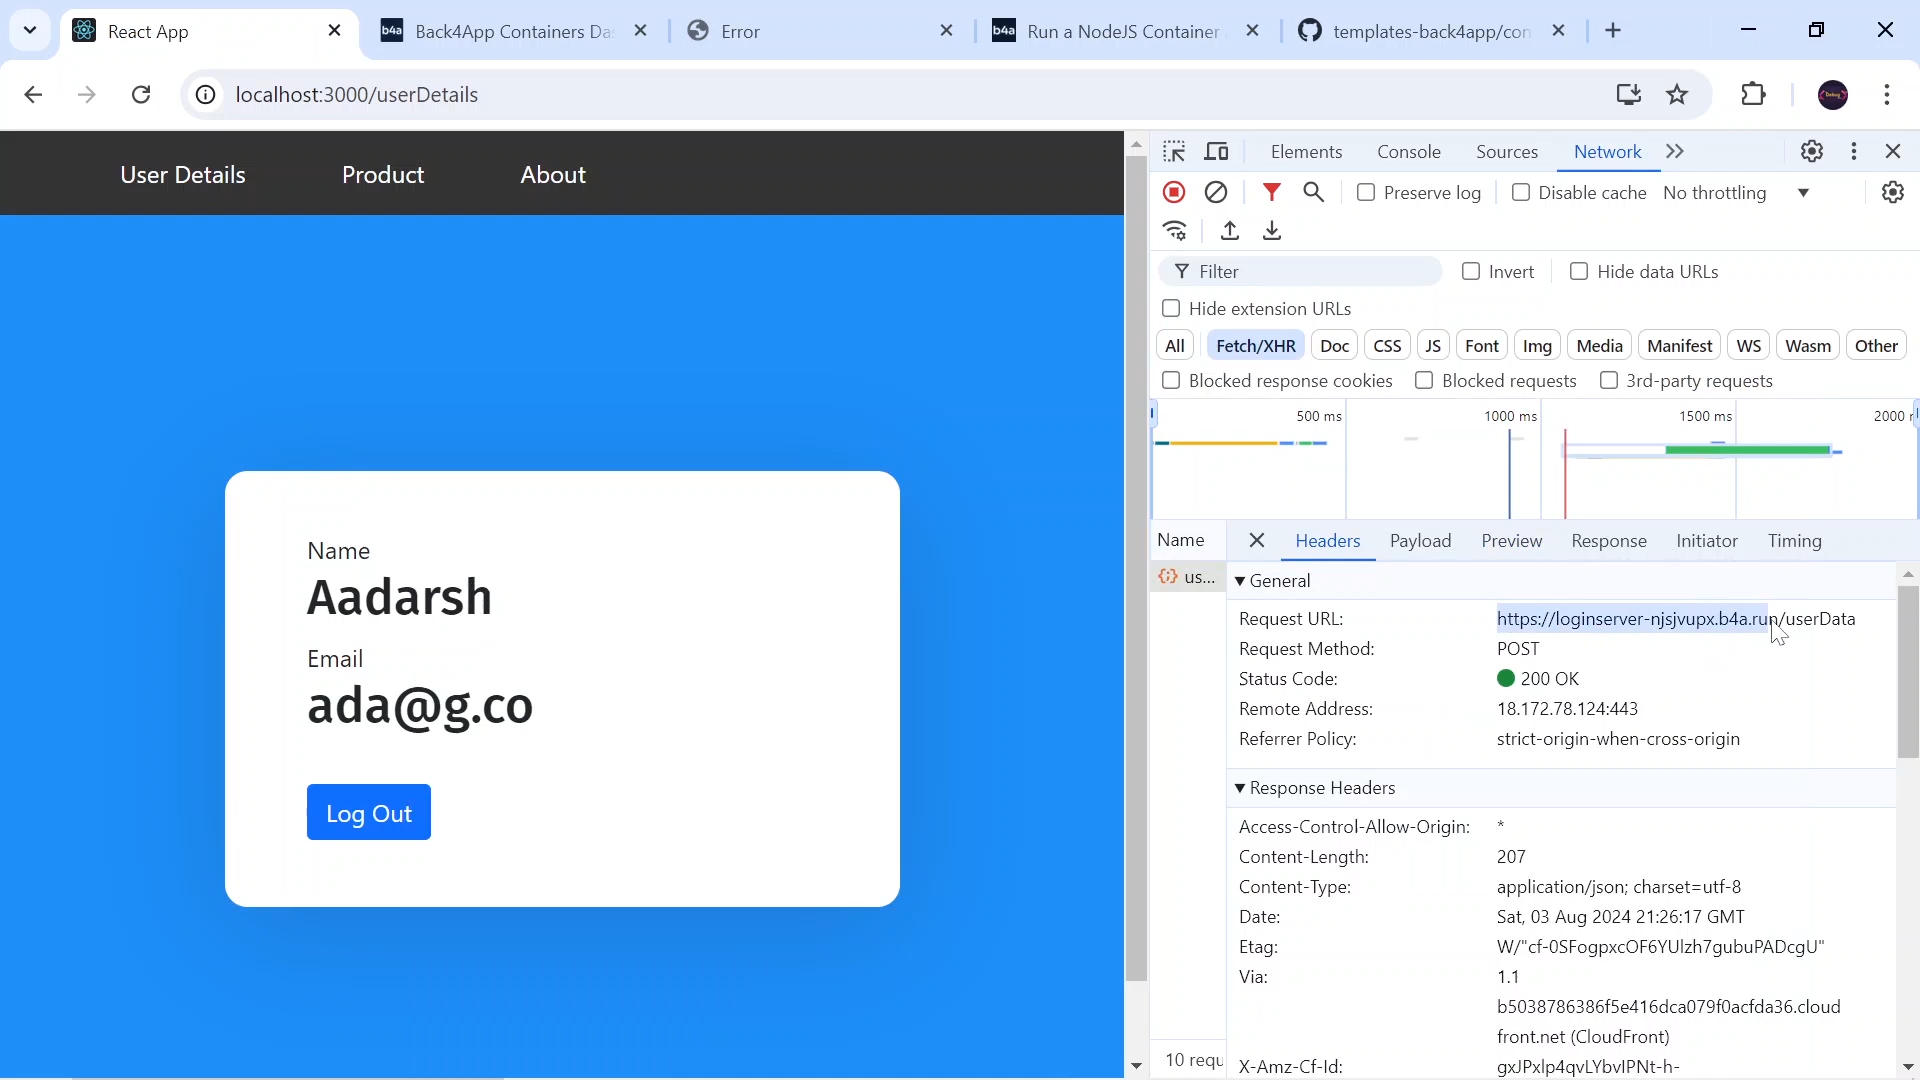 React App
b4a Back4App Containers Da
Error
b4a Run a NodeJS Container
templates-back4app/con
localhost:3000/userDetails
User Details Product About
Name
Aadarsh
Email
ada@g.co
Log Out
Elements Console Sources Network
Preserve log Disable cache No throttling
Filter Invert Hide data URLs
Hide extension URLs
All Fetch/XHR Doc CSS JS Font Img Media Manifest WS Wasm Other
Blocked response cookies Blocked requests 3rd-party requests
500 ms 1000 ms 1500 ms 2000
Name Headers Payload Preview Response Initiator Timing
us...
General
Request URL: https://loginserver-njsjvupx.b4a.run/userData
Request Method: POST
Status Code: 200 OK
Remote Address: 18.172.78.124:443
Referrer Policy: strict-origin-when-cross-origin
Response Headers
Access-Control-Allow-Origin: *
Content-Length: 207
Content-Type: application/json; charset=utf-8
Date: Sat, 03 Aug 2024 21:26:17 GMT
Etag: W/"cf-0SFogpxcOF6YUlzh7gubuPADcgU"
Via: 1.1
b5038786386f5e416dca079f0acfda36.cloud
front.net (CloudFront)
X-Amz-Cf-Id: gxJPxlp4qvLYbvIPNt-h-
10 requ